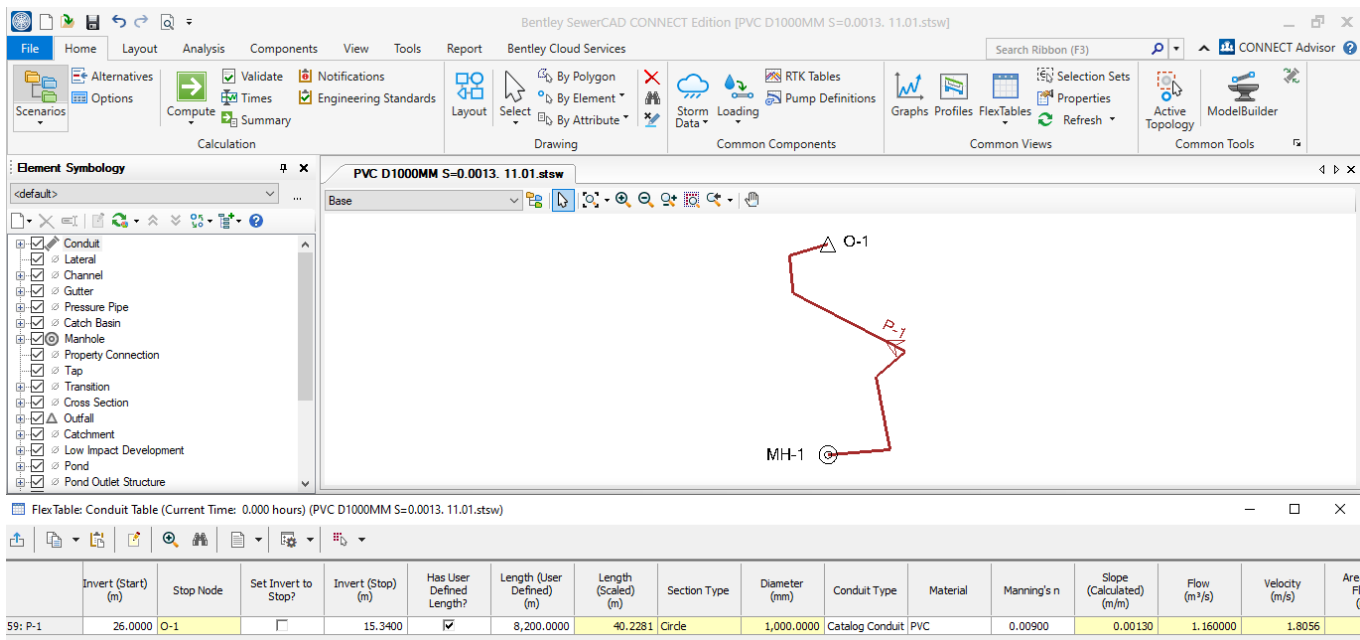 Bentley SewerCAD CONNECT Edition [PVC D1000MM S=0.0013. 11.01.stsw]
File Home Layout Analysis Components View Tools Report Bentley Cloud Services Search Ribbon (F3) CONNECT Advisor
Scenarios
Alternatives
Options
Compute
Validate
Times
Summary
Notifications
Engineering Standards
Calculation
Layout
Select
By Polygon
By Element
By Attribute
Drawing
Storm Data
Loading
RTK Tables
Pump Definitions
Common Components
Graphs
Profiles
FlexTables
Selection Sets
Properties
Refresh
Common Views
Active Topology
ModelBuilder
Common Tools
Element Symbology
<default>
...
Conduit
Lateral
Channel
Gutter
Pressure Pipe
Catch Basin
Manhole
Property Connection
Tap
Transition
Cross Section
Outfall
Catchment
Low Impact Development
Pond
Pond Outlet Structure
PVC D1000MM S=0.0013. 11.01.stsw
Base
O-1
P-1
MH-1
FlexTable: Conduit Table (Current Time: 0.000 hours) (PVC D1000MM S=0.0013. 11.01.stsw)
Invert (Start) (m) Stop Node Set Invert to Stop? Invert (Stop) (m) Has User Defined Length? Length (User Defined) (m) Length (Scaled) (m) Section Type Diameter (mm) Conduit Type Material Manning's n Slope (Calculated) (m/m) Flow (m³/s) Velocity (m/s)
59: P-1 26.0000 O-1 15.3400 8,200.0000 40.2281 Circle 1,000.0000 Catalog Conduit PVC 0.00900 0.00130 1.160000 1.8056